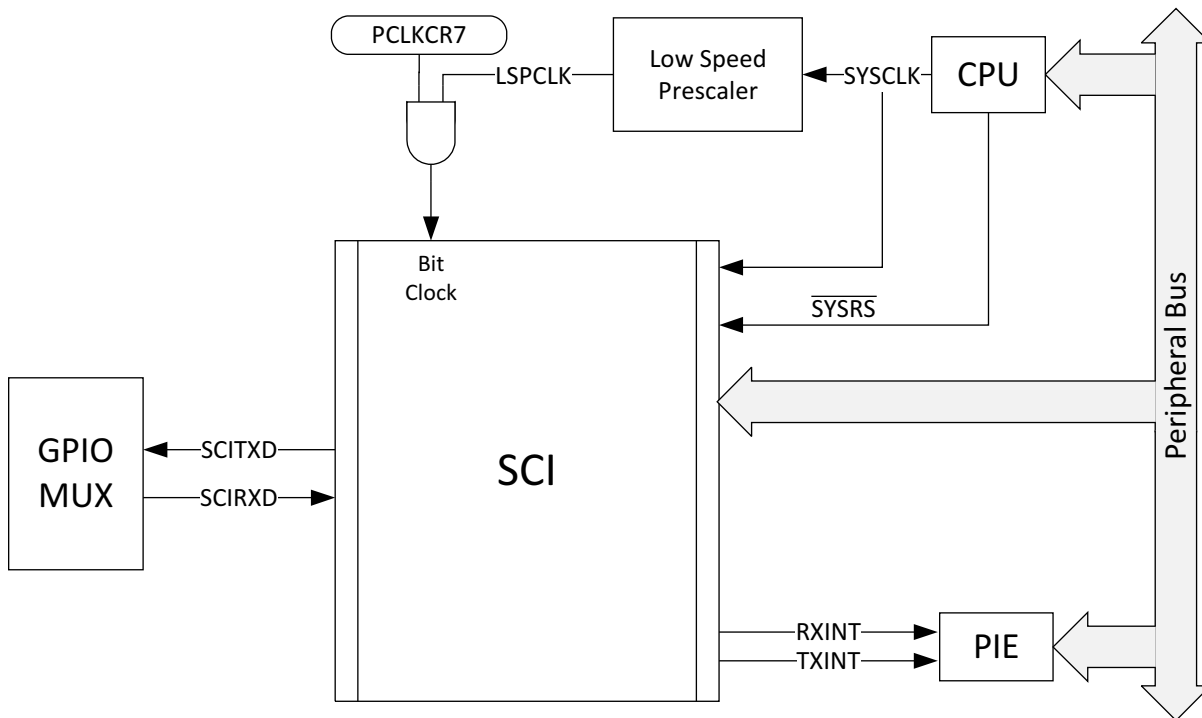 PCLKCR7
LSPCLK
Low Speed
Prescaler
SYSCLK
CPU
Bit
Clock
SYSRS
Peripheral Bus
GPIO
MUX
SCITXD
SCIRXD
SCI
RXINT
TXINT
PIE